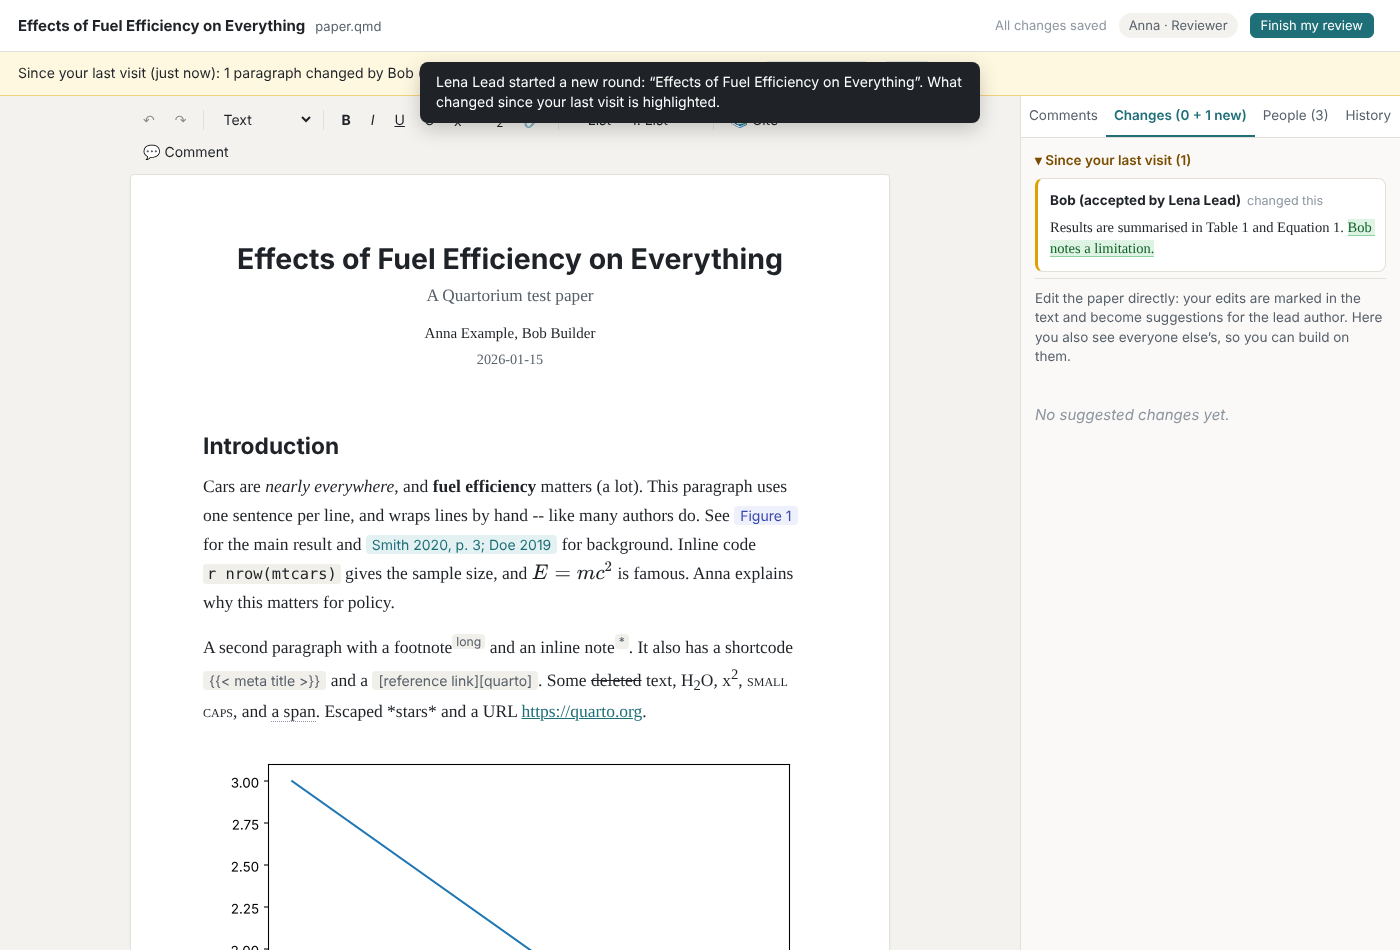 Effects of Fuel Efficiency on Everything paper.qmd
All changes saved Anna · Reviewer Finish my review
Since your last visit (just now): 1 paragraph changed by Bob
Lena Lead started a new round: “Effects of Fuel Efficiency on Everything”. What
changed since your last visit is highlighted.
↶ ↷ Text B I U
💬 Comment
Effects of Fuel Efficiency on Everything
A Quartorium test paper
Anna Example, Bob Builder
2026-01-15
Introduction
Cars are nearly everywhere, and fuel efficiency matters (a lot). This paragraph uses
one sentence per line, and wraps lines by hand -- like many authors do. See Figure 1
for the main result and Smith 2020, p. 3; Doe 2019 for background. Inline code
r nrow(mtcars) gives the sample size, and E = mc² is famous. Anna explains
why this matters for policy.
A second paragraph with a footnote long and an inline note *. It also has a shortcode
{{< meta title >}} and a [reference link][quarto] . Some deleted text, H₂O, x², SMALL
CAPS, and a span. Escaped *stars* and a URL https://quarto.org.
3.00
2.75
2.50
2.25
Comments Changes (0 + 1 new) People (3) History
▾ Since your last visit (1)
Bob (accepted by Lena Lead) changed this
Results are summarised in Table 1 and Equation 1. Bob
notes a limitation.
Edit the paper directly: your edits are marked in the
text and become suggestions for the lead author. Here
you also see everyone else’s, so you can build on
them.
No suggested changes yet.